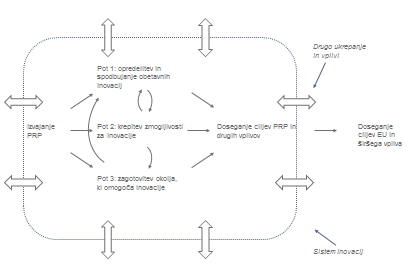 Drugo ukrepanje
in vplivi
Pot 1: opredelitev in
spodbujanje obetavnih
inovacij
Izvajanje
PRP
Pot 2: krepitev zmogljivosti
za inovacije
Doseganje ciljev PRP in
drugih vplivov
Doseganje
ciljev EU in
širšega vpliva
Pot 3: zagotovitev okolja,
ki omogoča inovacije
Sistem inovacij